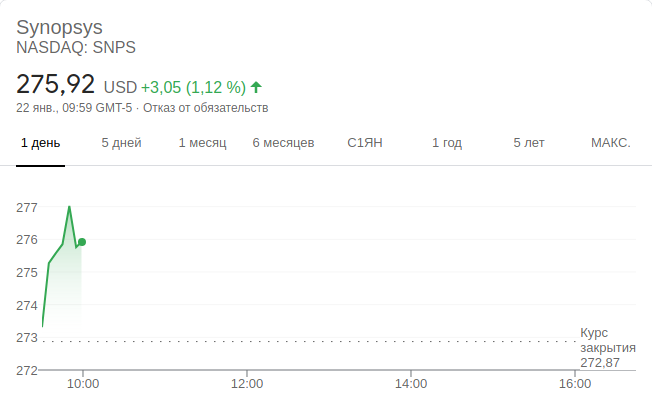 Synopsys
NASDAQ: SNPS
275,92 USD +3,05 (1,12 %)
22 янв., 09:59 GMT-5 · Отказ от обязательств
1 день 5 дней 1 месяц 6 месяцев С1ЯН 1 год 5 лет МАКС.
277
276
275
274
273
272
Курс
закрытия
272,87
10:00 12:00 14:00 16:00